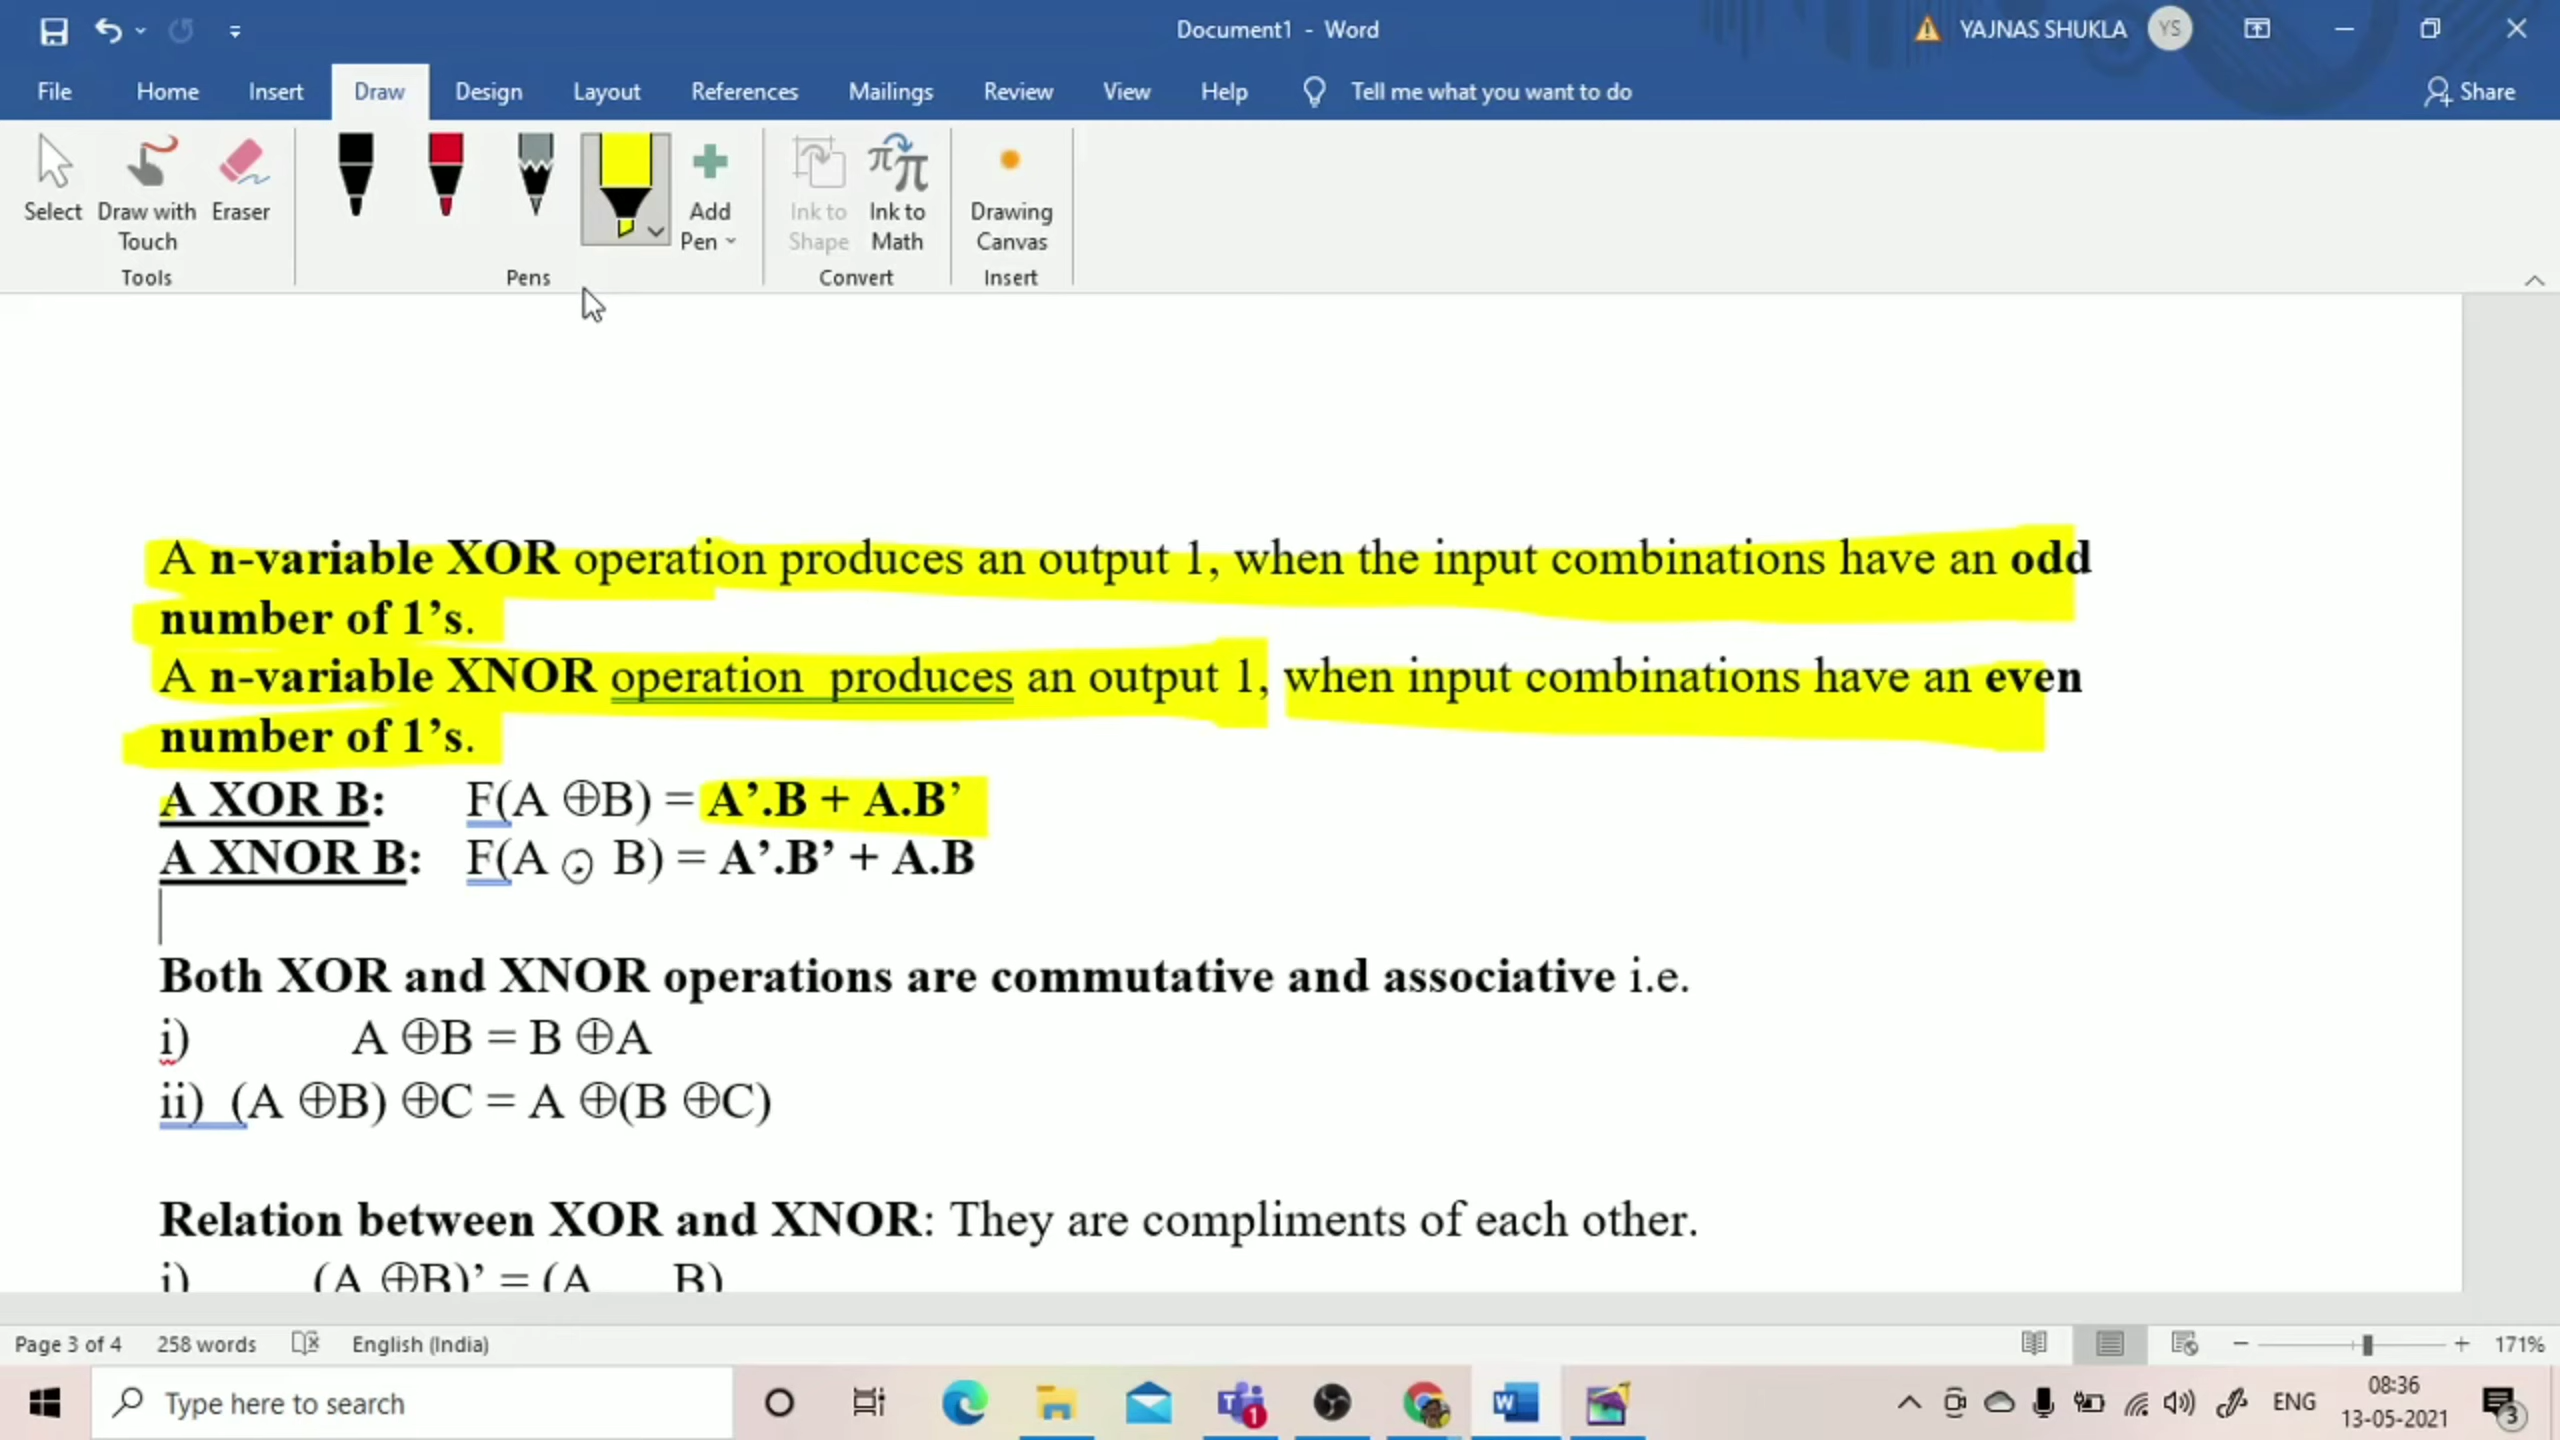 Document1 - Word
YAJNAS SHUKLA YS
File Home Insert Draw Design Layout References Mailings Review View Help Tell me what you want to do Share
Select Draw with Touch Eraser Add Pen Ink to Shape Ink to Math Drawing Canvas
Tools Pens Convert Insert
A n-variable XOR operation produces an output 1, when the input combinations have an odd
number of 1’s.
A n-variable XNOR operation  produces an output 1, when input combinations have an even
number of 1’s.
A XOR B: F(A ⊕B) = A’.B + A.B’
A XNOR B: F(A ⊙ B) = A’.B’ + A.B
Both XOR and XNOR operations are commutative and associative i.e.
i) A ⊕B = B ⊕A
ii) (A ⊕B) ⊕C = A ⊕(B ⊕C)
Relation between XOR and XNOR: They are compliments of each other.
i) (A ⊕B)’ = (A B)
Page 3 of 4 258 words English (India) 171%
Type here to search
1
ENG 08:36
13-05-2021 3